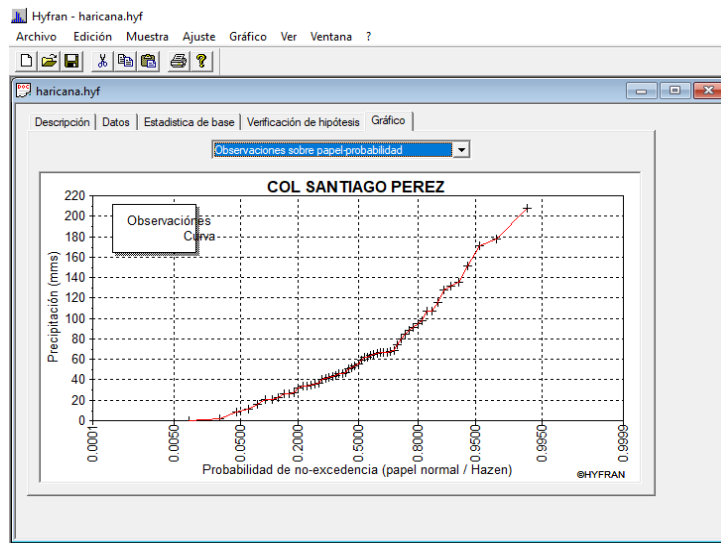 Hyfran - haricana.hyf
Archivo Edición Muestra Ajuste Gráfico Ver Ventana ?
haricana.hyf
Descripción Datos Estadistica de base Verificación de hipótesis Gráfico
Observaciones sobre papel-probabilidad
COL SANTIAGO PEREZ
Observaciónes
Curva
Precipitación (mms)
220
200
180
160
140
120
100
80
60
40
20
0
0.0001
0.0050
0.0500
0.2000
0.5000
0.8000
0.9500
0.9950
0.9999
Probabilidad de no-excedencia (papel normal / Hazen)
©HYFRAN